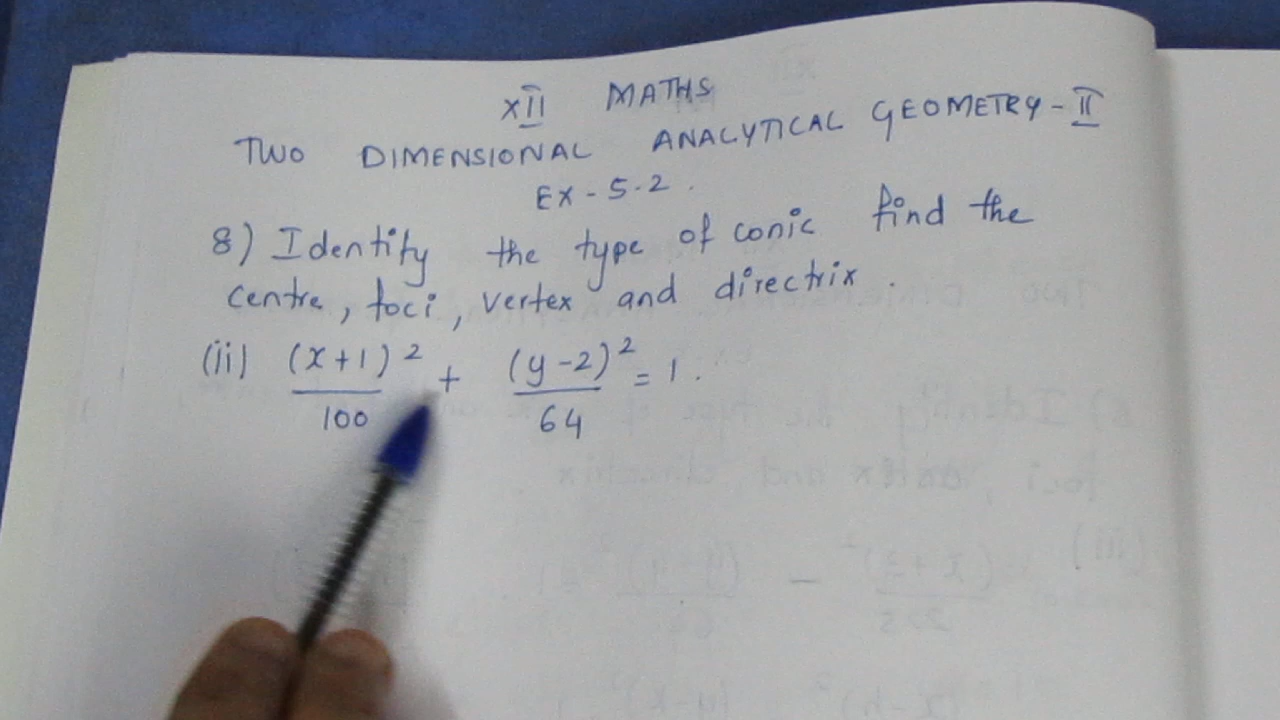 XII MATHS
TWO DIMENSIONAL ANALYTICAL GEOMETRY - II
EX - 5.2 .
8) Identify the type of conic find the
centre, foci, vertex and directrix .
(ii) (x+1)²/100 + (y-2)²/64 = 1 .